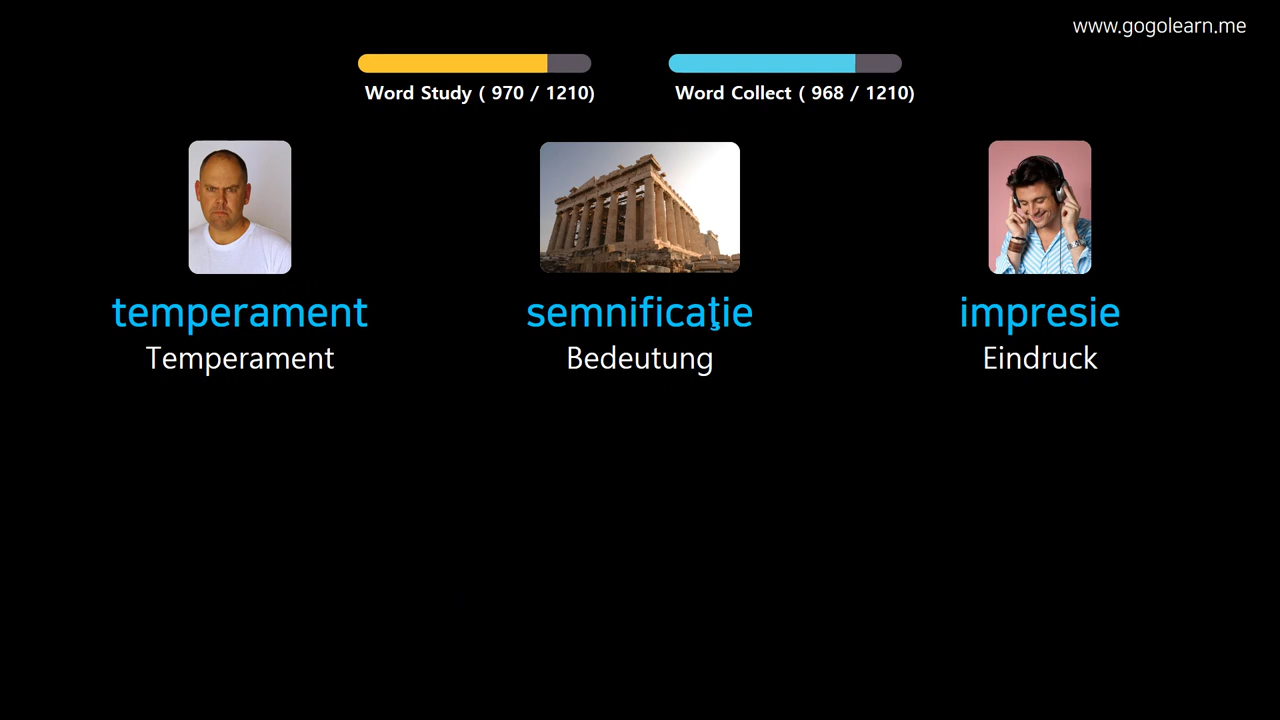 www.gogolearn.me
Word Study ( 970 / 1210)
Word Collect ( 968 / 1210)
temperament
semnificaţie
impresie
Temperament
Bedeutung
Eindruck